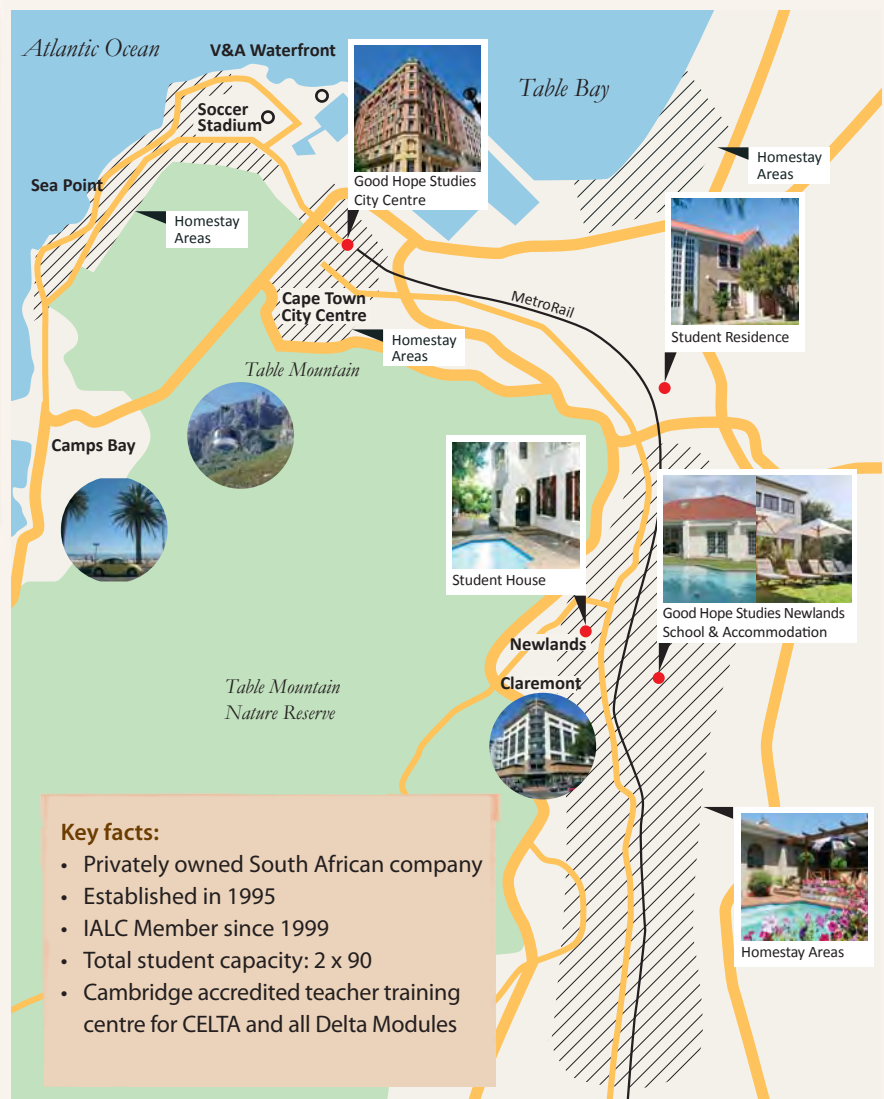 Atlantic Ocean
V&A Waterfront
Table Bay
Soccer
Stadium
Good Hope Studies
City Centre
Homestay
Areas
Sea Point
Homestay
Areas
MetroRail
Cape Town
City Centre
Student Residence
Homestay
Areas
Table Mountain
Camps Bay
Student House
Good Hope Studies Newlands
School & Accommodation
Newlands
Claremont
Table Mountain
Nature Reserve
Key facts:
• Privately owned South African company
• Established in 1995
• IALC Member since 1999
• Total student capacity: 2 x 90
• Cambridge accredited teacher training
centre for CELTA and all Delta Modules
Homestay Areas